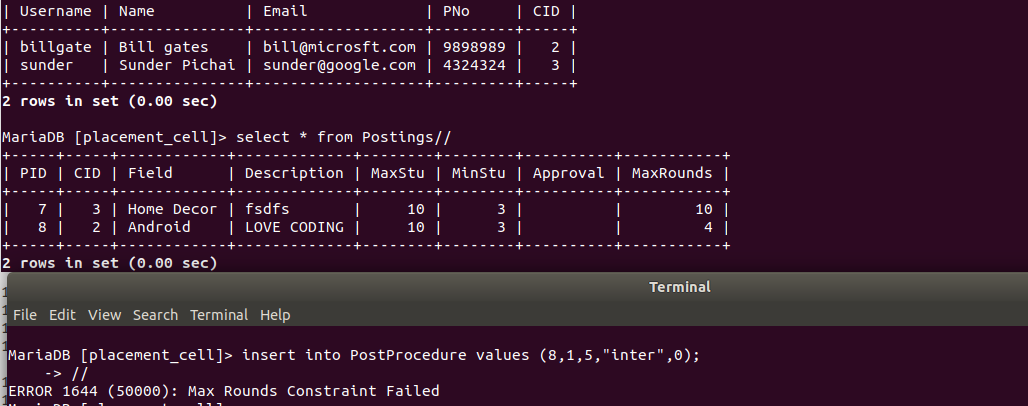 | Username | Name          | Email            | PNo     | CID |
+----------+---------------+------------------+---------+-----+
| billgate | Bill gates    | bill@microsft.com | 9898989 |   2 |
| sunder   | Sunder Pichai | sunder@google.com | 4324324 |   3 |
+----------+---------------+------------------+---------+-----+
2 rows in set (0.00 sec)
MariaDB [placement_cell]> select * from Postings//
+-----+-----+------------+-------------+--------+--------+----------+-----------+
| PID | CID | Field      | Description | MaxStu | MinStu | Approval | MaxRounds |
+-----+-----+------------+-------------+--------+--------+----------+-----------+
|   7 |   3 | Home Decor | fsdfs       |     10 |      3 |          |        10 |
|   8 |   2 | Android    | LOVE CODING |     10 |      3 |          |         4 |
+-----+-----+------------+-------------+--------+--------+----------+-----------+
2 rows in set (0.00 sec)
Terminal
File Edit View Search Terminal Help
MariaDB [placement_cell]> insert into PostProcedure values (8,1,5,"inter",0);
    -> //
ERROR 1644 (50000): Max Rounds Constraint Failed